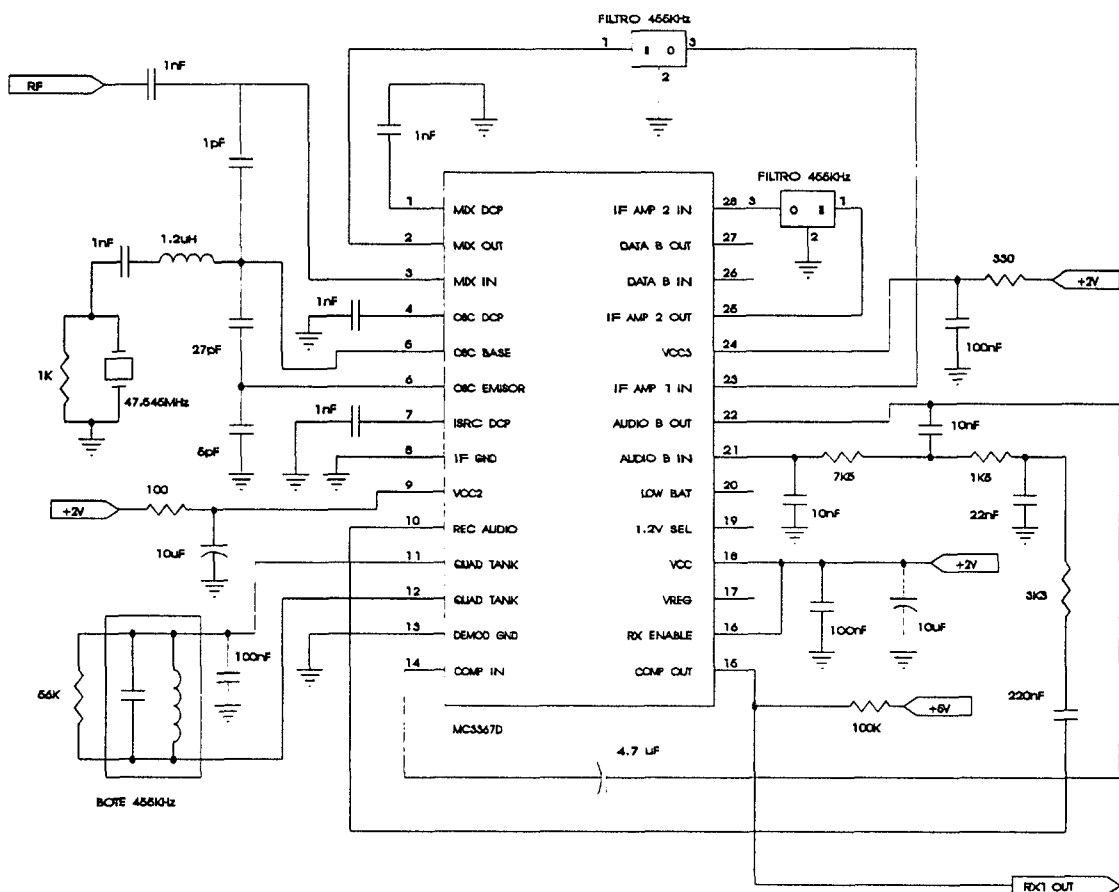 FILTRO 455KHz
1 I O 3
2
RF
1nF
1nF
1pF
FILTRO 455KHz
3 O I 1
2
1 MIX DCP
2 MIX OUT
3 MIX IN
4 OSC DCP
5 OSC BASE
6 OSC EMISOR
7 ISRC DCP
8 IF GND
9 VCC2
10 REC AUDIO
11 QUAD TANK
12 QUAD TANK
13 DEMOD GND
14 COMP IN
IF AMP 2 IN 28
DATA B OUT 27
DATA B IN 26
IF AMP 2 OUT 25
VCC3 24
IF AMP 1 IN 23
AUDIO B OUT 22
AUDIO B IN 21
LOW BAT 20
1.2V SEL 19
VCC 18
VREG 17
RX ENABLE 16
COMP OUT 15
MC3367D
1nF
1.2uH
1nF
27pF
1K
47.545MHz
1nF
5pF
+2V
100
10uF
100nF
56K
BOTE 455KHz
330
+2V
100nF
10nF
7K5
1K5
10nF
22nF
+2V
100nF
10uF
3K3
220nF
+5V
100K
4.7 uF
RX1 OUT